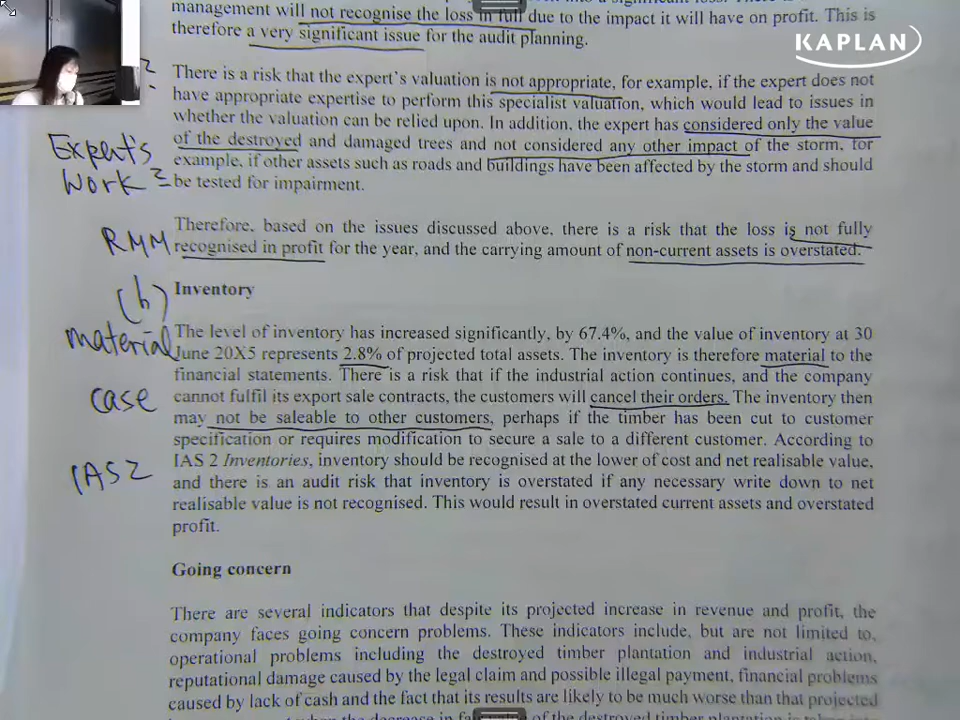 management will not recognise the loss in full due to the impact it will have on profit. This is
therefore a very significant issue for the audit planning.
KAPLAN
There is a risk that the expert's valuation is not appropriate, for example, if the expert does not
have appropriate expertise to perform this specialist valuation, which would lead to issues in
whether the valuation can be relied upon. In addition, the expert has considered only the value
of the destroyed and damaged trees and not considered any other impact of the storm, for
example, if other assets such as roads and buildings have been affected by the storm and should
be tested for impairment.
Expert's
Work
Therefore, based on the issues discussed above, there is a risk that the loss is not fully
recognised in profit for the year, and the carrying amount of non-current assets is overstated.
RMM
(b)
Inventory
material
The level of inventory has increased significantly, by 67.4%, and the value of inventory at 30
June 20X5 represents 2.8% of projected total assets. The inventory is therefore material to the
financial statements. There is a risk that if the industrial action continues, and the company
cannot fulfil its export sale contracts, the customers will cancel their orders. The inventory then
may not be saleable to other customers, perhaps if the timber has been cut to customer
specification or requires modification to secure a sale to a different customer. According to
IAS 2 Inventories, inventory should be recognised at the lower of cost and net realisable value,
and there is an audit risk that inventory is overstated if any necessary write down to net
realisable value is not recognised. This would result in overstated current assets and overstated
profit.
case
IAS2
Going concern
There are several indicators that despite its projected increase in revenue and profit, the
company faces going concern problems. These indicators include, but are not limited to,
operational problems including the destroyed timber plantation and industrial action,
reputational damage caused by the legal claim and possible illegal payment, financial problems
caused by lack of cash and the fact that its results are likely to be much worse than that projected
of the destroyed timber plantation is